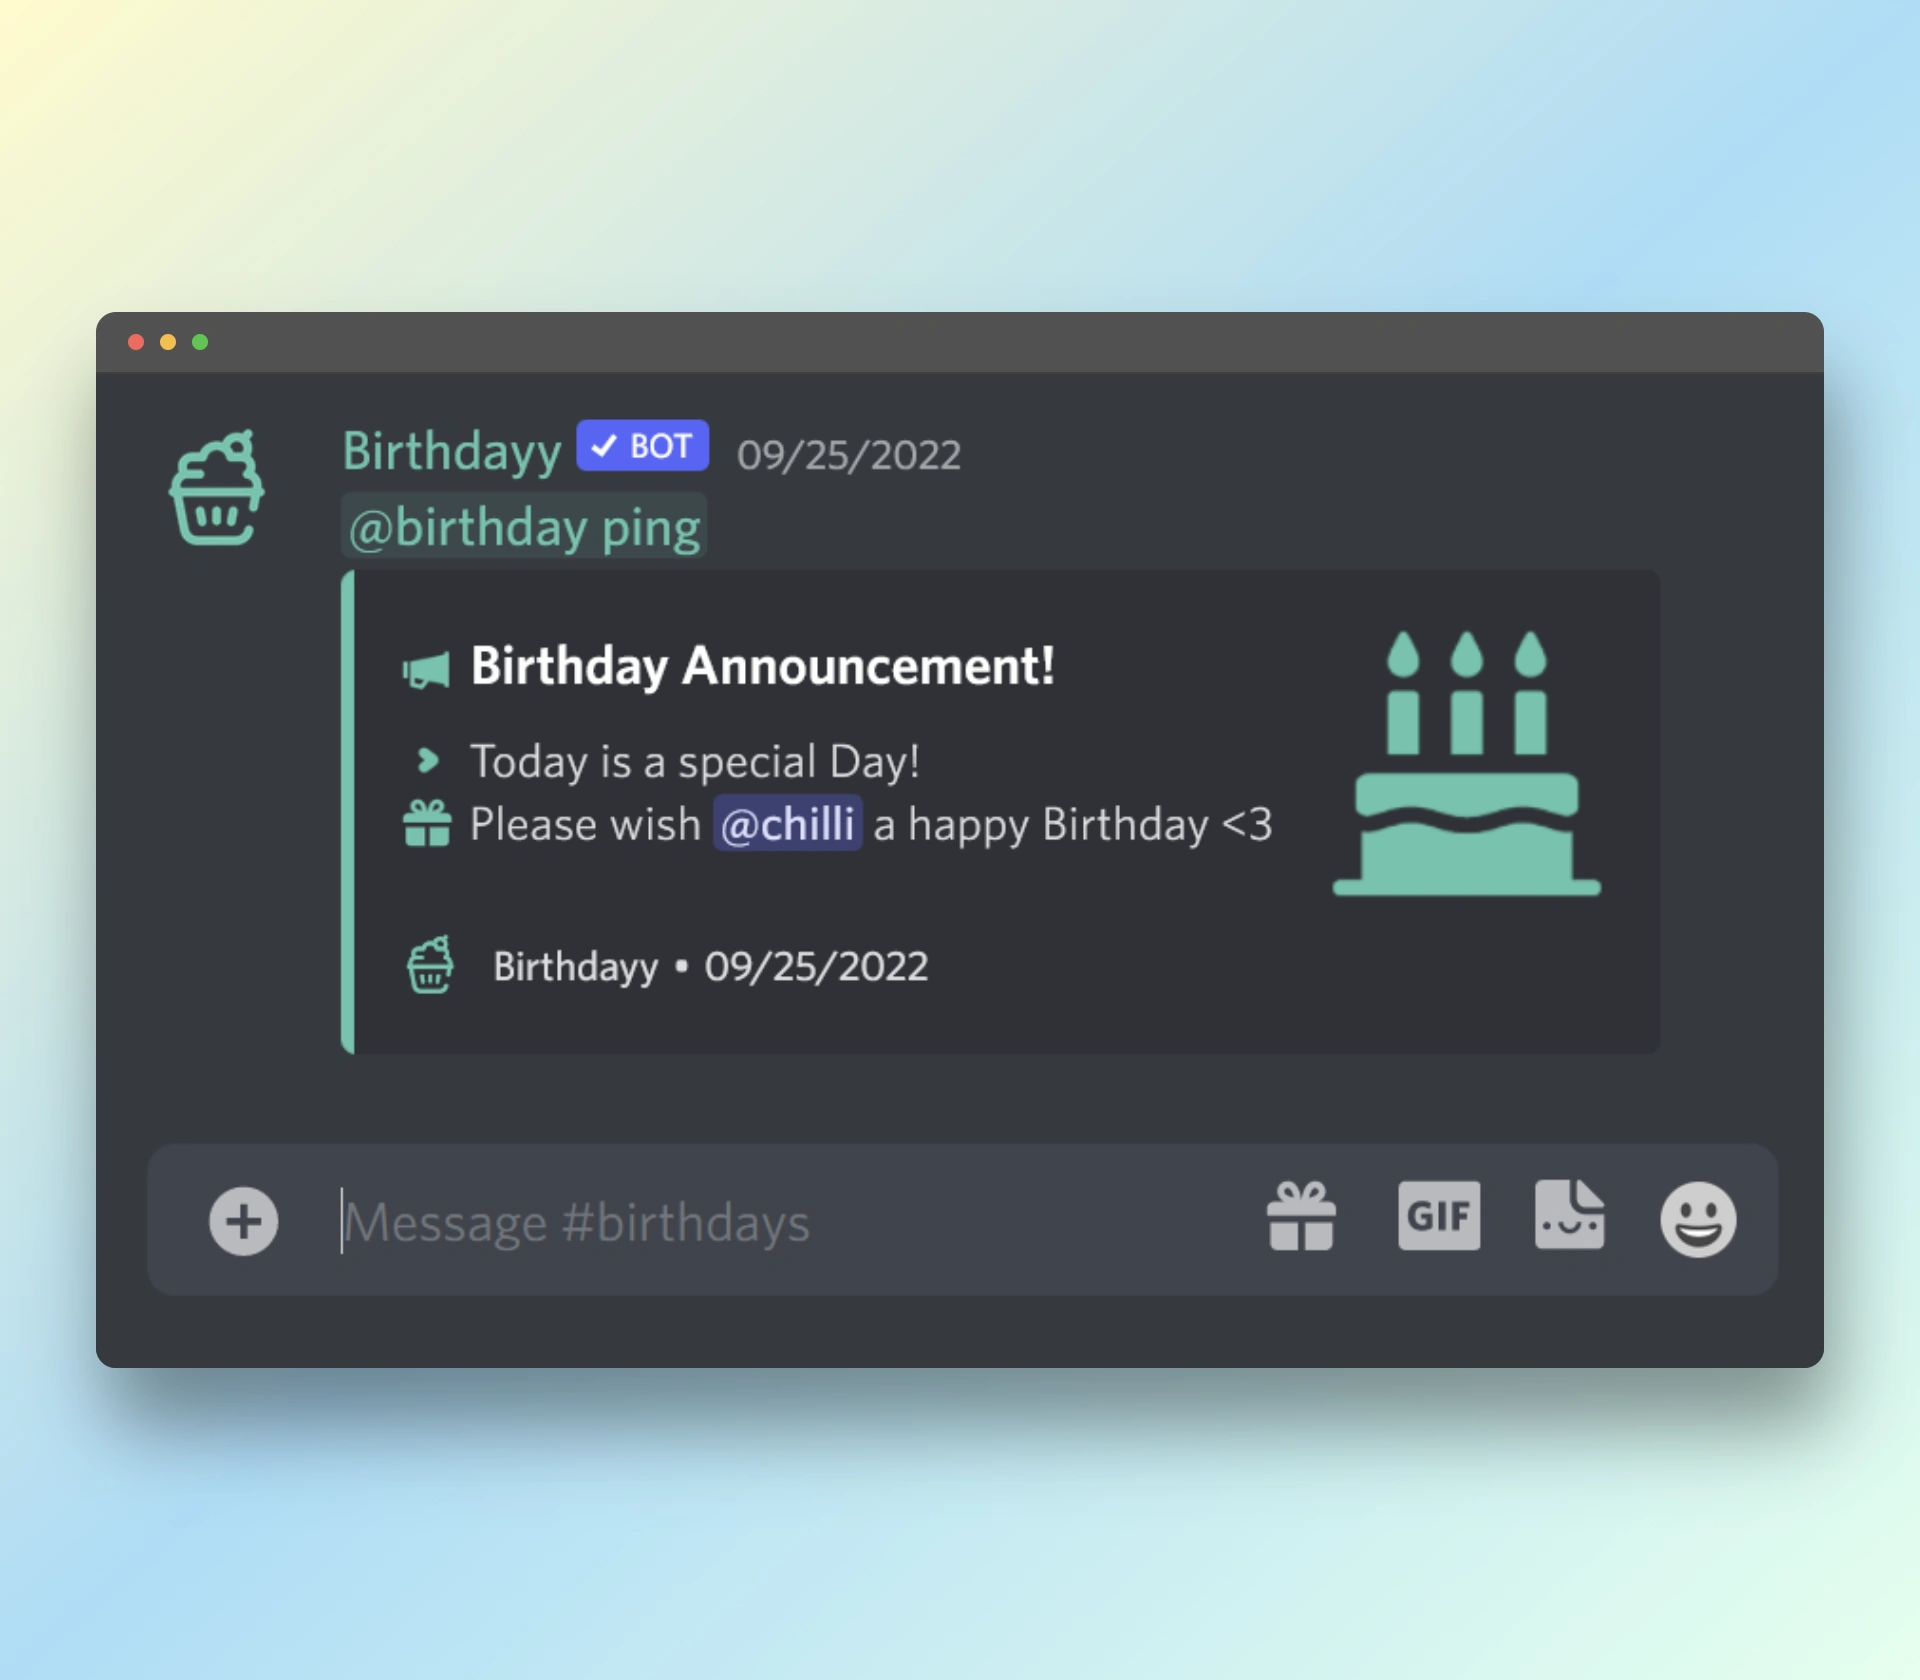 Birthdayy BOT 09/25/2022
@birthday ping
Birthday Announcement!
Today is a special Day!
Please wish @chilli a happy Birthday <3
Birthdayy • 09/25/2022
Message #birthdays GIF